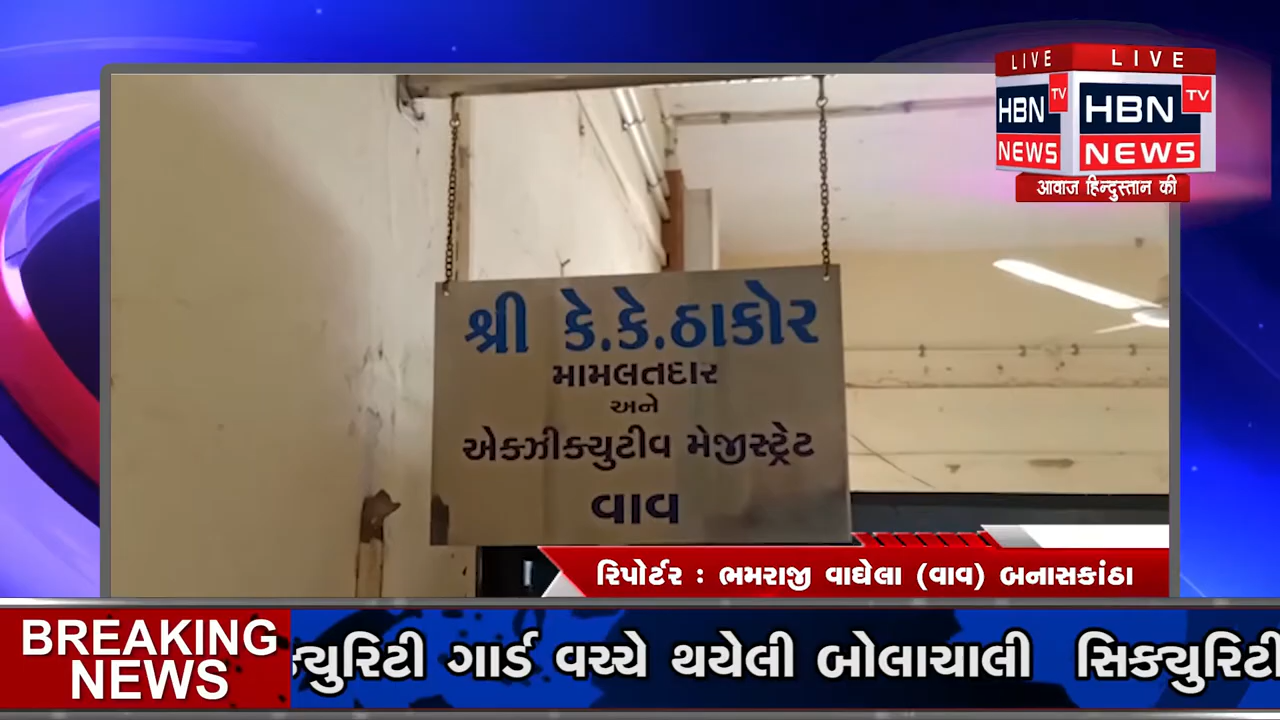 LIVE LIVE
HBN TV HBN TV
NEWS NEWS
आवाज हिन्दुस्तान की
શ્રી કે.કે.ઠાકોર
મામલતદાર
અને
એક્ઝીક્યુટીવ મેજીસ્ટ્રેટ
વાવ
રિપોર્ટર : ભમરાજી વાઘેલા (વાવ) બનાસકાંઠા
BREAKING
NEWS
ક્યુરિટી ગાર્ડ વચ્ચે થયેલી બોલાચાલી સિક્યુરિટી